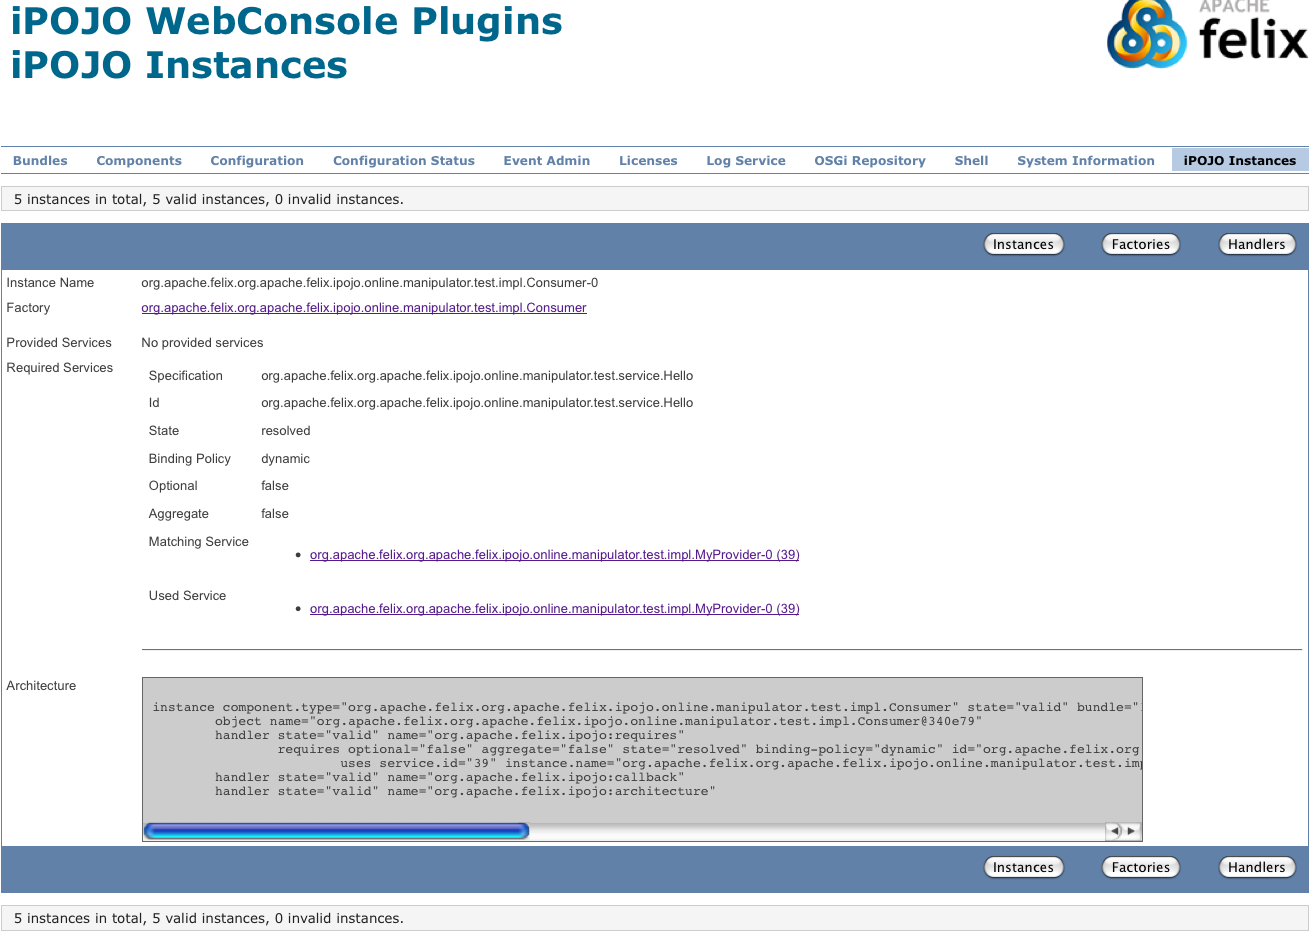 iPOJO WebConsole Plugins
iPOJO Instances
APACHE
felix
Bundles Components Configuration Configuration Status Event Admin Licenses Log Service OSGi Repository Shell System Information iPOJO Instances
5 instances in total, 5 valid instances, 0 invalid instances.
Instances Factories Handlers
Instance Name org.apache.felix.org.apache.felix.ipojo.online.manipulator.test.impl.Consumer-0
Factory org.apache.felix.org.apache.felix.ipojo.online.manipulator.test.impl.Consumer
Provided Services No provided services
Required Services
Specification org.apache.felix.org.apache.felix.ipojo.online.manipulator.test.service.Hello
Id org.apache.felix.org.apache.felix.ipojo.online.manipulator.test.service.Hello
State resolved
Binding Policy dynamic
Optional false
Aggregate false
Matching Service
• org.apache.felix.org.apache.felix.ipojo.online.manipulator.test.impl.MyProvider-0 (39)
Used Service
• org.apache.felix.org.apache.felix.ipojo.online.manipulator.test.impl.MyProvider-0 (39)
Architecture
instance component.type="org.apache.felix.org.apache.felix.ipojo.online.manipulator.test.impl.Consumer" state="valid" bundle="
object name="org.apache.felix.org.apache.felix.ipojo.online.manipulator.test.impl.Consumer@340e79"
handler state="valid" name="org.apache.felix.ipojo:requires"
requires optional="false" aggregate="false" state="resolved" binding-policy="dynamic" id="org.apache.felix.org
uses service.id="39" instance.name="org.apache.felix.org.apache.felix.ipojo.online.manipulator.test.imp
handler state="valid" name="org.apache.felix.ipojo:callback"
handler state="valid" name="org.apache.felix.ipojo:architecture"
Instances Factories Handlers
5 instances in total, 5 valid instances, 0 invalid instances.